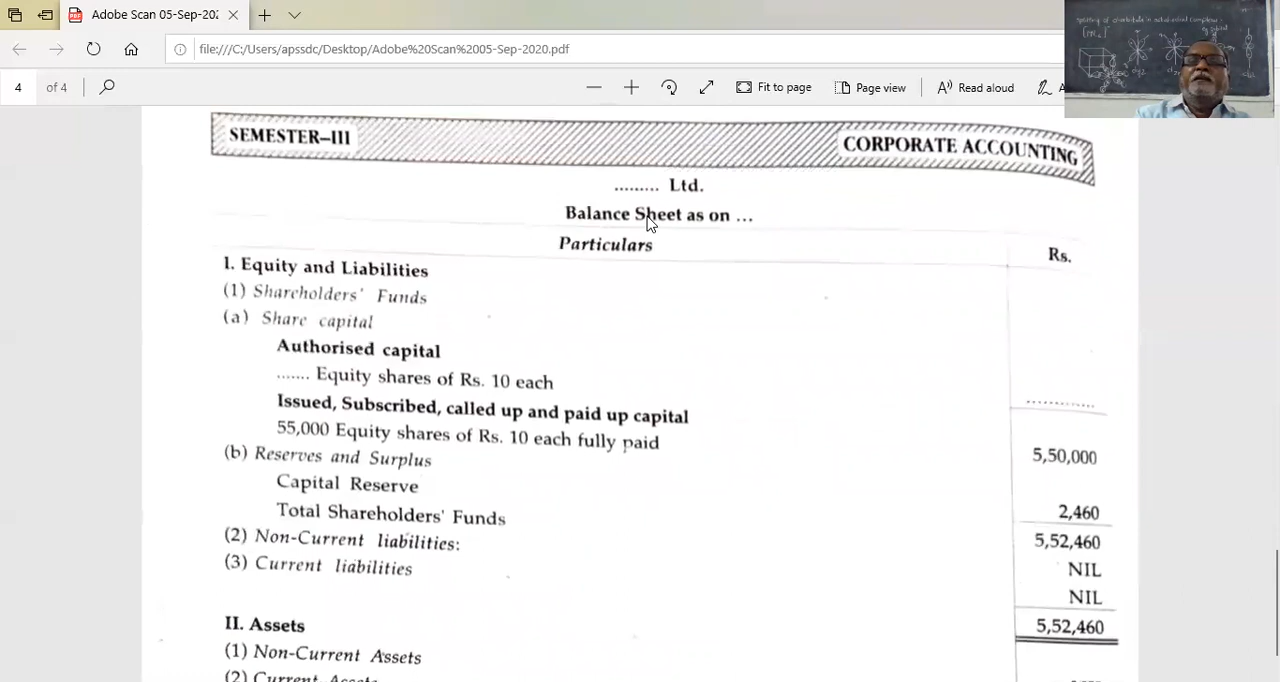 Adobe Scan 05-Sep-202
file:///C:/Users/apssdc/Desktop/Adobe%20Scan%2005-Sep-2020.pdf
4 of 4
Fit to page
Page view
Read aloud
SEMESTER–III
CORPORATE ACCOUNTING
......... Ltd.
Balance Sheet as on ...
Particulars Rs.
I. Equity and Liabilities
(1) Shareholders' Funds
(a) Share capital
Authorised capital
....... Equity shares of Rs. 10 each .............
Issued, Subscribed, called up and paid up capital
55,000 Equity shares of Rs. 10 each fully paid 5,50,000
(b) Reserves and Surplus
Capital Reserve 2,460
Total Shareholders' Funds 5,52,460
(2) Non-Current liabilities: NIL
(3) Current liabilities NIL
5,52,460
II. Assets
(1) Non-Current Assets
(2) Current Assets